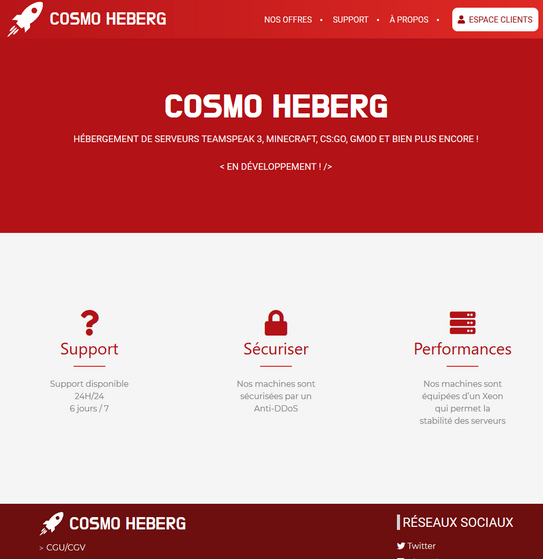 COSMO HEBERG
NOS OFFRES • SUPPORT • À PROPOS • ESPACE CLIENTS
COSMO HEBERG
HÉBERGEMENT DE SERVEURS TEAMSPEAK 3, MINECRAFT, CS:GO, GMOD ET BIEN PLUS ENCORE !
< EN DÉVELOPPEMENT ! />
Support
Support disponible
24H/24
6 jours / 7
Sécuriser
Nos machines sont
sécurisées par un
Anti-DDoS
Performances
Nos machines sont
équipées d'un Xeon
qui permet la
stabilité des serveurs
COSMO HEBERG
> CGU/CGV
RÉSEAUX SOCIAUX
Twitter